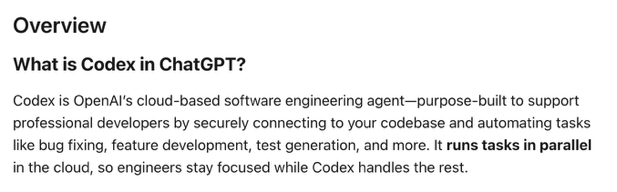 Overview
What is Codex in ChatGPT?
Codex is OpenAI's cloud-based software engineering agent—purpose-built to support
professional developers by securely connecting to your codebase and automating tasks
like bug fixing, feature development, test generation, and more. It runs tasks in parallel
in the cloud, so engineers stay focused while Codex handles the rest.